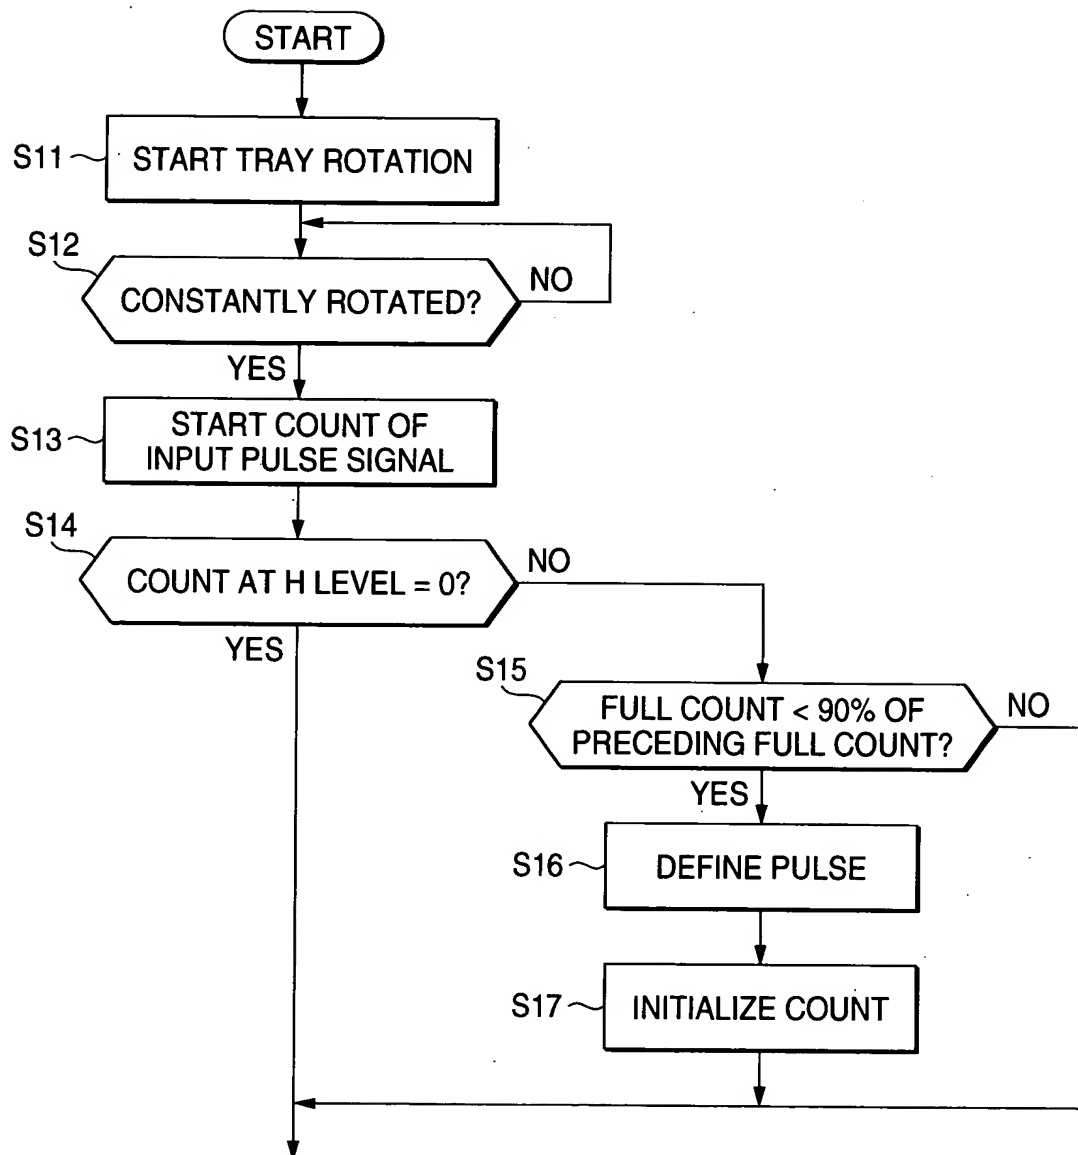 START
S11
START TRAY ROTATION
S12
CONSTANTLY ROTATED?
NO
YES
S13
START COUNT OF
INPUT PULSE SIGNAL
S14
COUNT AT H LEVEL = 0?
NO
YES
S15
FULL COUNT < 90% OF
PRECEDING FULL COUNT?
NO
YES
S16
DEFINE PULSE
S17
INITIALIZE COUNT